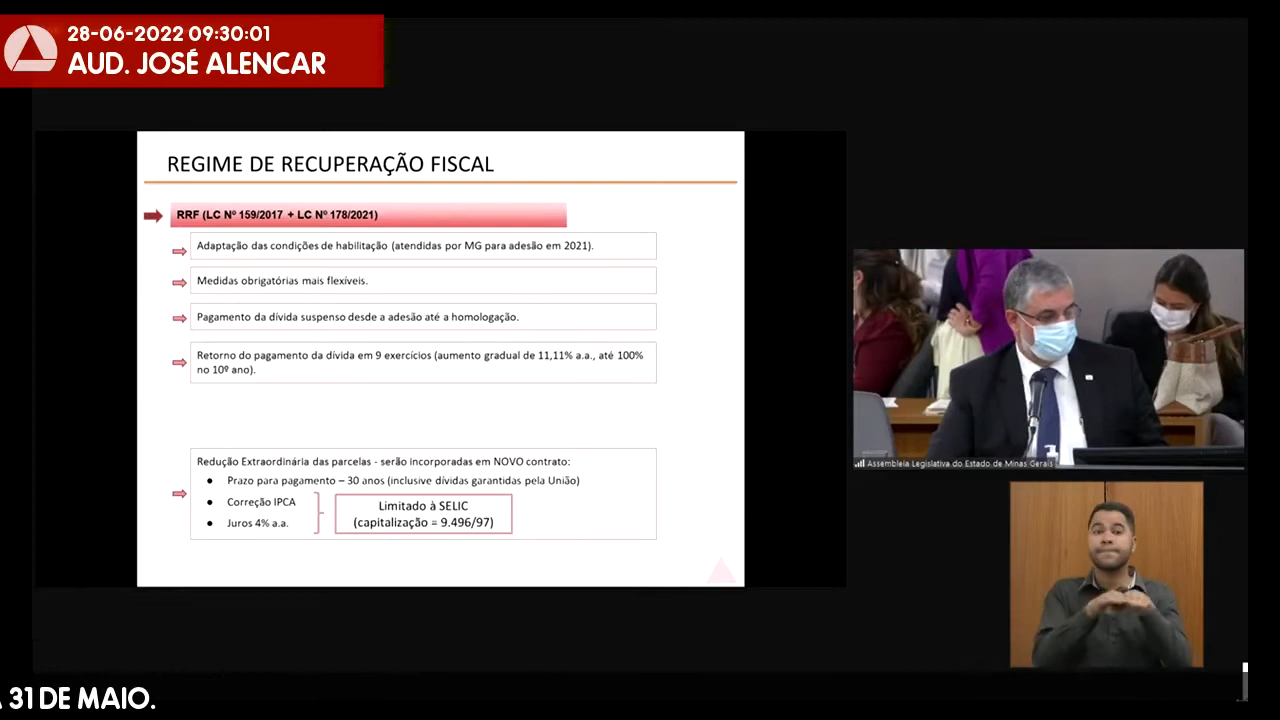 28-06-2022 09:30:01
AUD. JOSÉ ALENCAR
REGIME DE RECUPERAÇÃO FISCAL
RRF (LC Nº 159/2017 + LC Nº 178/2021)
Adaptação das condições de habilitação (atendidas por MG para adesão em 2021).
Medidas obrigatórias mais flexíveis.
Pagamento da dívida suspenso desde a adesão até a homologação.
Retorno do pagamento da dívida em 9 exercícios (aumento gradual de 11,11% a.a., até 100%
no 10º ano).
Redução Extraordinária das parcelas - serão incorporadas em NOVO contrato:
● Prazo para pagamento – 30 anos (inclusive dívidas garantidas pela União)
● Correção IPCA
● Juros 4% a.a.
Limitado à SELIC
(capitalização = 9.496/97)
Assembleia Legislativa do Estado de Minas Gerais
31 DE MAIO.